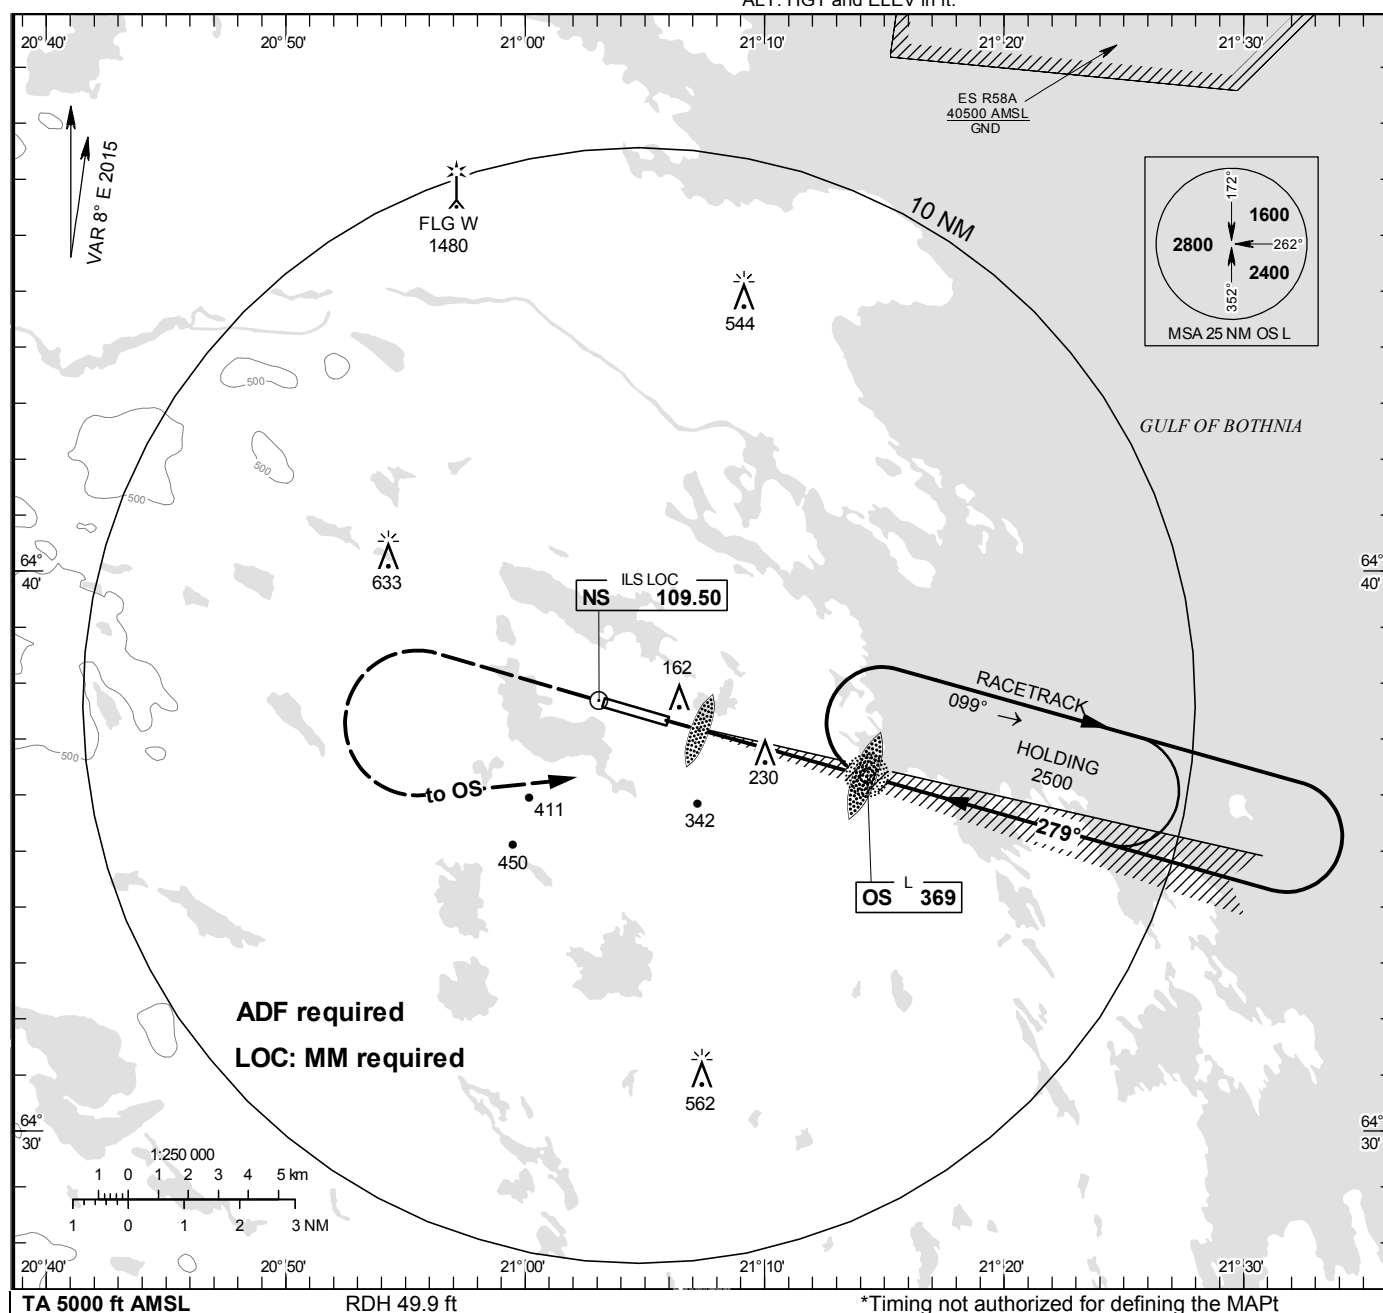 ALT. HGT and ELEV in ft.
20°40'
20°50'
21°00'
21°10'
21°20'
21°30'
ES R58A
40500 AMSL
GND
VAR 8° E 2015
FLG W
1480
10 NM
172°
1600
2800
262°
2400
352°
MSA 25 NM OS L
544
500
GULF OF BOTHNIA
500
500
633
64°
40'
64°
40'
ILS LOC
NS 109.50
162
RACETRACK
099° →
HOLDING
2500
500
230
to OS
411
342
279°
450
L
OS 369
ADF required
LOC: MM required
562
64°
30'
64°
30'
1:250 000
1 0 1 2 3 4 5 km
1 0 1 2 3 NM
20°40'
20°50'
21°00'
21°10'
21°20'
21°30'
TA 5000 ft AMSL
RDH 49.9 ft
*Timing not authorized for defining the MAPt